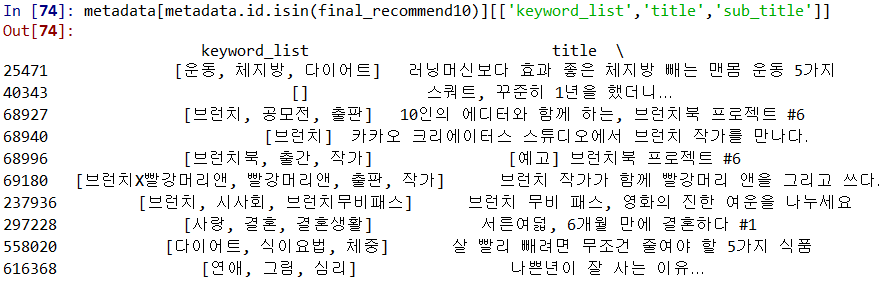 In [74]: metadata[metadata.id.isin(final_recommend10)][['keyword_list','title','sub_title']]
Out[74]:
keyword_list title \
25471 [운동, 체지방, 다이어트] 러닝머신보다 효과 좋은 체지방 빼는 맨몸 운동 5가지
40343 [] 스쿼트, 꾸준히 1년을 했더니…
68927 [브런치, 공모전, 출판] 10인의 에디터와 함께 하는, 브런치북 프로젝트 #6
68940 [브런치] 카카오 크리에이터스 스튜디오에서 브런치 작가를 만나다.
68996 [브런치북, 출간, 작가] [예고] 브런치북 프로젝트 #6
69180 [브런치X빨강머리앤, 빨강머리앤, 출판, 작가] 브런치 작가가 함께 빨강머리 앤을 그리고 쓰다.
237936 [브런치, 시사회, 브런치무비패스] 브런치 무비 패스, 영화의 진한 여운을 나누세요
297228 [사랑, 결혼, 결혼생활] 서른여덟, 6개월 만에 결혼하다 #1
558020 [다이어트, 식이요법, 체중] 살 빨리 빼려면 무조건 줄여야 할 5가지 식품
616368 [연애, 그림, 심리] 나쁜년이 잘 사는 이유…